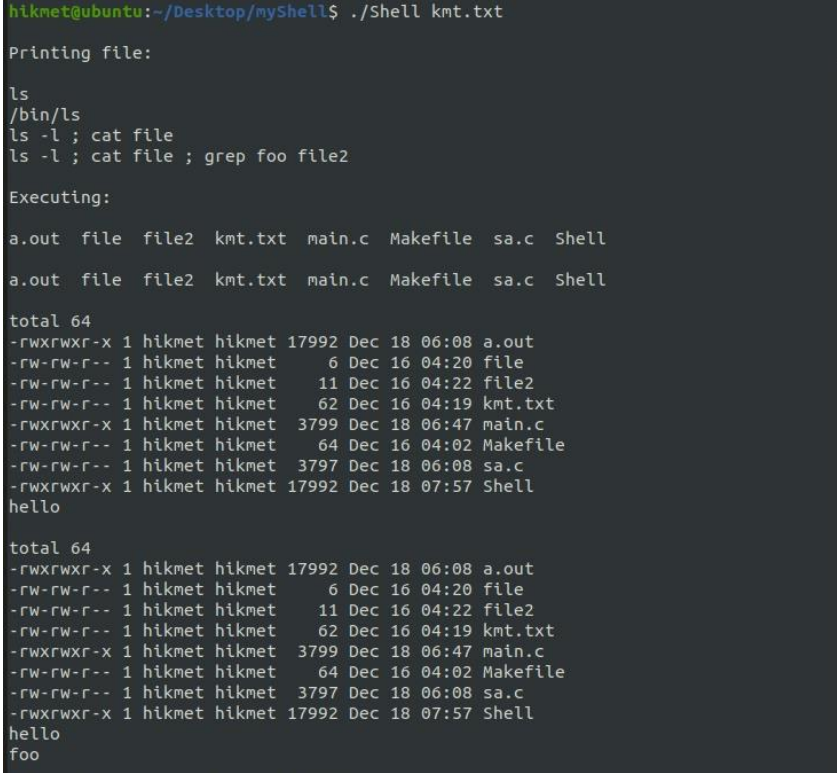 hikmet@ubuntu:~/Desktop/myShell$ ./Shell kmt.txt
Printing file:
ls
/bin/ls
ls -l ; cat file
ls -l ; cat file ; grep foo file2
Executing:
a.out  file  file2  kmt.txt  main.c  Makefile  sa.c  Shell
a.out  file  file2  kmt.txt  main.c  Makefile  sa.c  Shell
total 64
-rwxrwxr-x 1 hikmet hikmet 17992 Dec 18 06:08 a.out
-rw-rw-r-- 1 hikmet hikmet     6 Dec 16 04:20 file
-rw-rw-r-- 1 hikmet hikmet    11 Dec 16 04:22 file2
-rw-rw-r-- 1 hikmet hikmet    62 Dec 16 04:19 kmt.txt
-rwxrwxr-x 1 hikmet hikmet  3799 Dec 18 06:47 main.c
-rw-rw-r-- 1 hikmet hikmet    64 Dec 16 04:02 Makefile
-rw-rw-r-- 1 hikmet hikmet  3797 Dec 18 06:08 sa.c
-rwxrwxr-x 1 hikmet hikmet 17992 Dec 18 07:57 Shell
hello
total 64
-rwxrwxr-x 1 hikmet hikmet 17992 Dec 18 06:08 a.out
-rw-rw-r-- 1 hikmet hikmet     6 Dec 16 04:20 file
-rw-rw-r-- 1 hikmet hikmet    11 Dec 16 04:22 file2
-rw-rw-r-- 1 hikmet hikmet    62 Dec 16 04:19 kmt.txt
-rwxrwxr-x 1 hikmet hikmet  3799 Dec 18 06:47 main.c
-rw-rw-r-- 1 hikmet hikmet    64 Dec 16 04:02 Makefile
-rw-rw-r-- 1 hikmet hikmet  3797 Dec 18 06:08 sa.c
-rwxrwxr-x 1 hikmet hikmet 17992 Dec 18 07:57 Shell
hello
foo